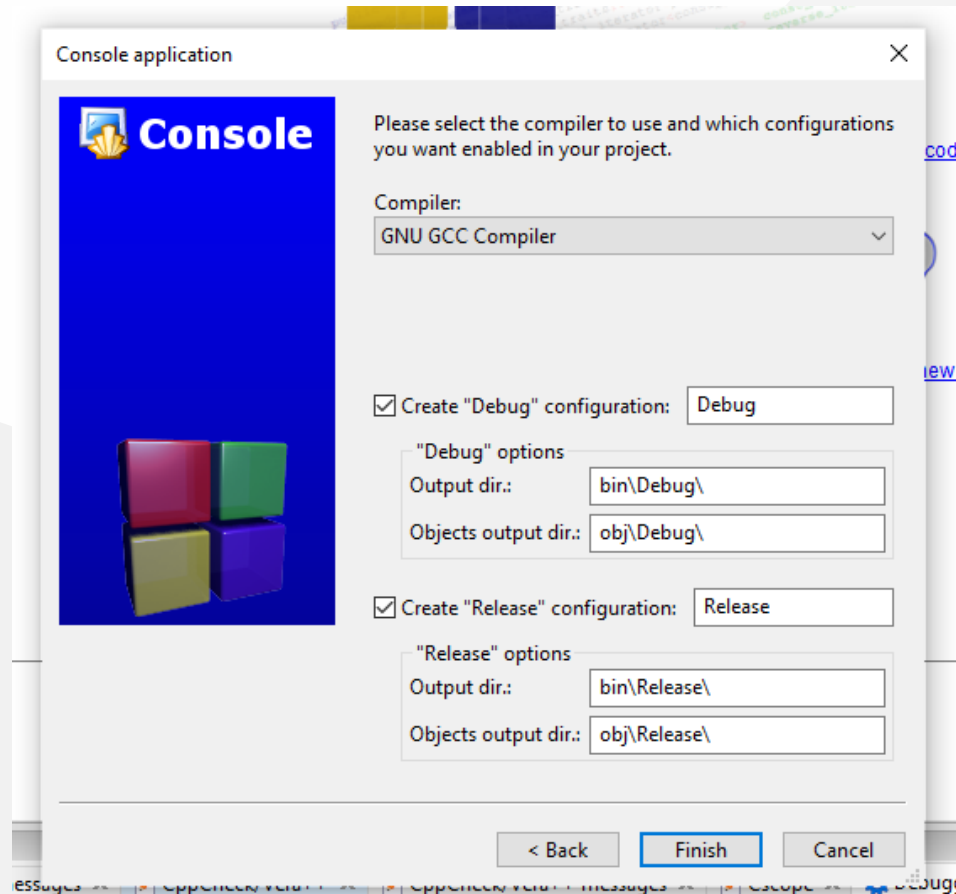 Console application
Console
Please select the compiler to use and which configurations
you want enabled in your project.
Compiler:
GNU GCC Compiler
Create "Debug" configuration: Debug
"Debug" options
Output dir.: bin\Debug\
Objects output dir.: obj\Debug\
Create "Release" configuration: Release
"Release" options
Output dir.: bin\Release\
Objects output dir.: obj\Release\
< Back Finish Cancel